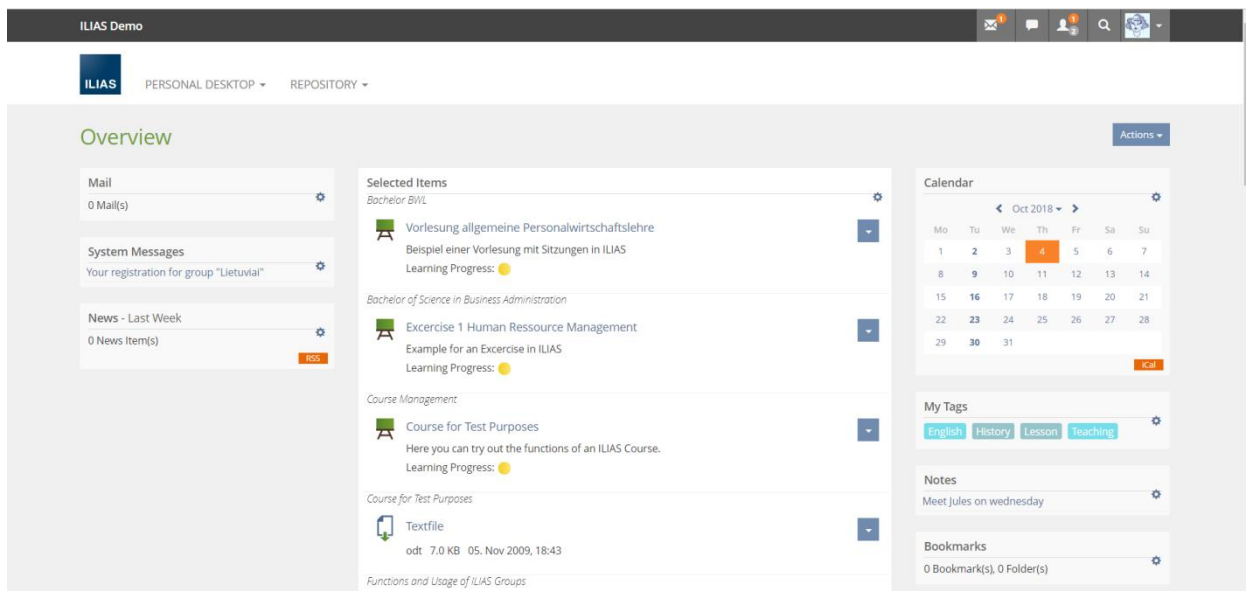 ILIAS Demo
1
1
2
ILIAS
PERSONAL DESKTOP
REPOSITORY
Overview
Actions
Mail
0 Mail(s)
System Messages
Your registration for group "Lietuviai"
News - Last Week
0 News Item(s)
RSS
Selected Items
Bachelor BWL
Vorlesung allgemeine Personalwirtschaftslehre
Beispiel einer Vorlesung mit Sitzungen in ILIAS
Learning Progress:
Bachelor of Science in Business Administration
Excercise 1 Human Ressource Management
Example for an Excercise in ILIAS
Learning Progress:
Course Management
Course for Test Purposes
Here you can try out the functions of an ILIAS Course.
Learning Progress:
Course for Test Purposes
Textfile
odt 7.0 KB 05. Nov 2009, 18:43
Functions and Usage of ILIAS Groups
Calendar
Oct 2018
Mo Tu We Th Fr Sa Su
1 2 3 4 5 6 7
8 9 10 11 12 13 14
15 16 17 18 19 20 21
22 23 24 25 26 27 28
29 30 31
iCal
My Tags
English History Lesson Teaching
Notes
Meet Jules on wednesday
Bookmarks
0 Bookmark(s), 0 Folder(s)